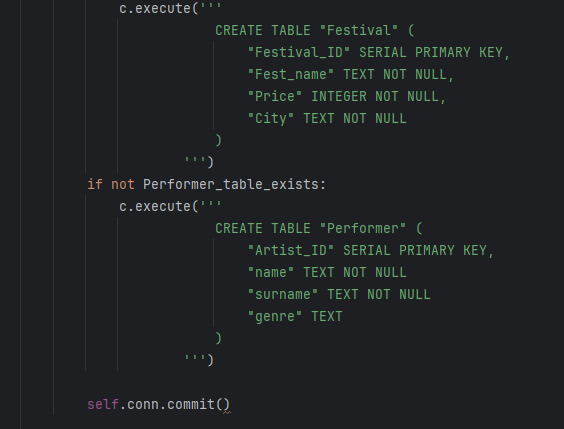 c.execute('''
CREATE TABLE "Festival" (
"Festival_ID" SERIAL PRIMARY KEY,
"Fest_name" TEXT NOT NULL,
"Price" INTEGER NOT NULL,
"City" TEXT NOT NULL
)
''')
if not Performer_table_exists:
c.execute('''
CREATE TABLE "Performer" (
"Artist_ID" SERIAL PRIMARY KEY,
"name" TEXT NOT NULL
"surname" TEXT NOT NULL
"genre" TEXT
)
''')
self.conn.commit()